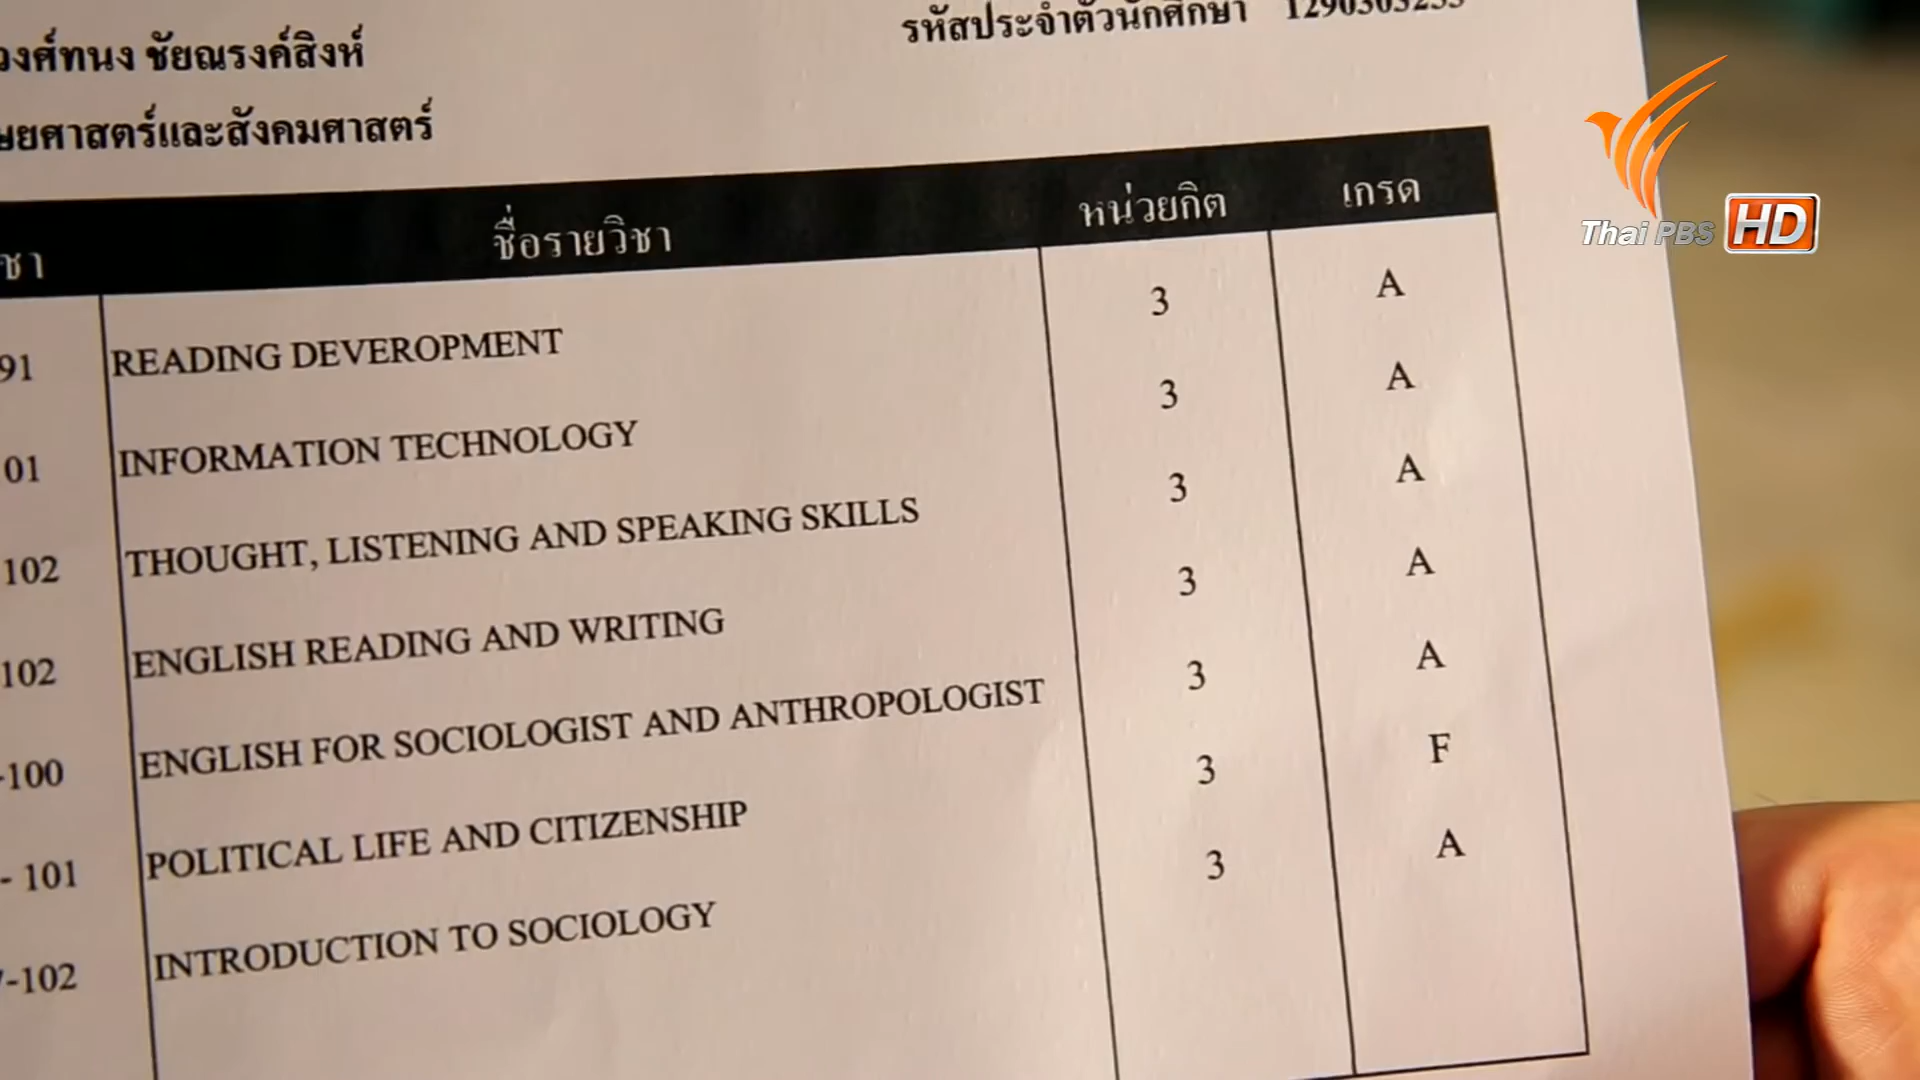 รหัสประจำตัวนักศึกษา
วงศ์ทนง ชัยณรงค์สิงห์
ษยศาสตร์และสังคมศาสตร์
ชา ชื่อรายวิชา หน่วยกิต เกรด
91 READING DEVEROPMENT 3 A
01 INFORMATION TECHNOLOGY 3 A
102 THOUGHT, LISTENING AND SPEAKING SKILLS 3 A
102 ENGLISH READING AND WRITING 3 A
-100 ENGLISH FOR SOCIOLOGIST AND ANTHROPOLOGIST 3 A
- 101 POLITICAL LIFE AND CITIZENSHIP 3 F
-102 INTRODUCTION TO SOCIOLOGY 3 A
Thai PBS HD